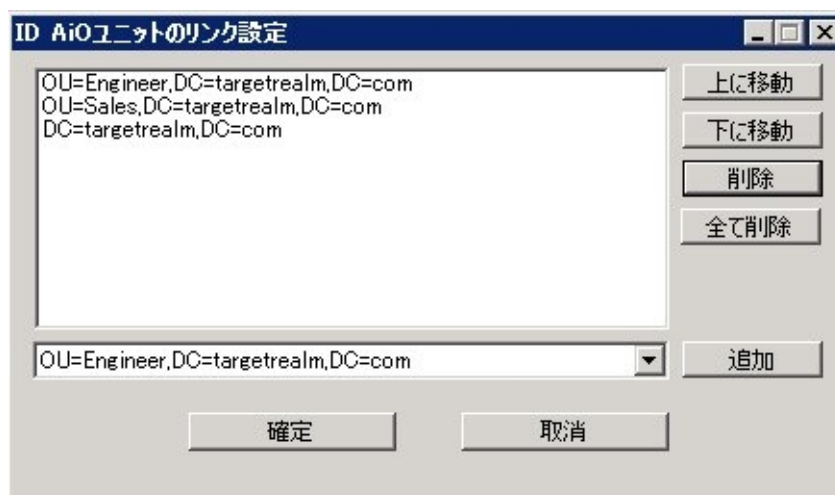 ID AiOユニットのリンク設定
OU=Engineer,DC=targetrealm,DC=com
OU=Sales,DC=targetrealm,DC=com
DC=targetrealm,DC=com
上に移動
下に移動
削除
全て削除
OU=Engineer,DC=targetrealm,DC=com
追加
確定
取消